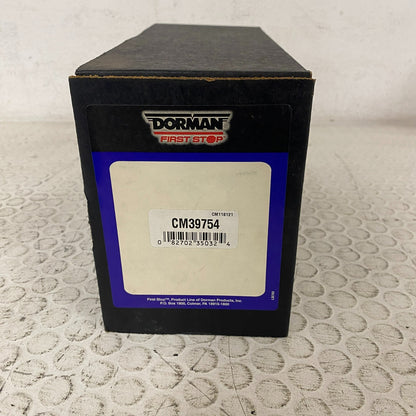 DORMAN
FIRST STOP
CM118121
CM39754
0 82702 35032 4
First Stop™, Product Line of Dorman Products, Inc
P.O. Box 1800, Colmar, PA 18915-1800